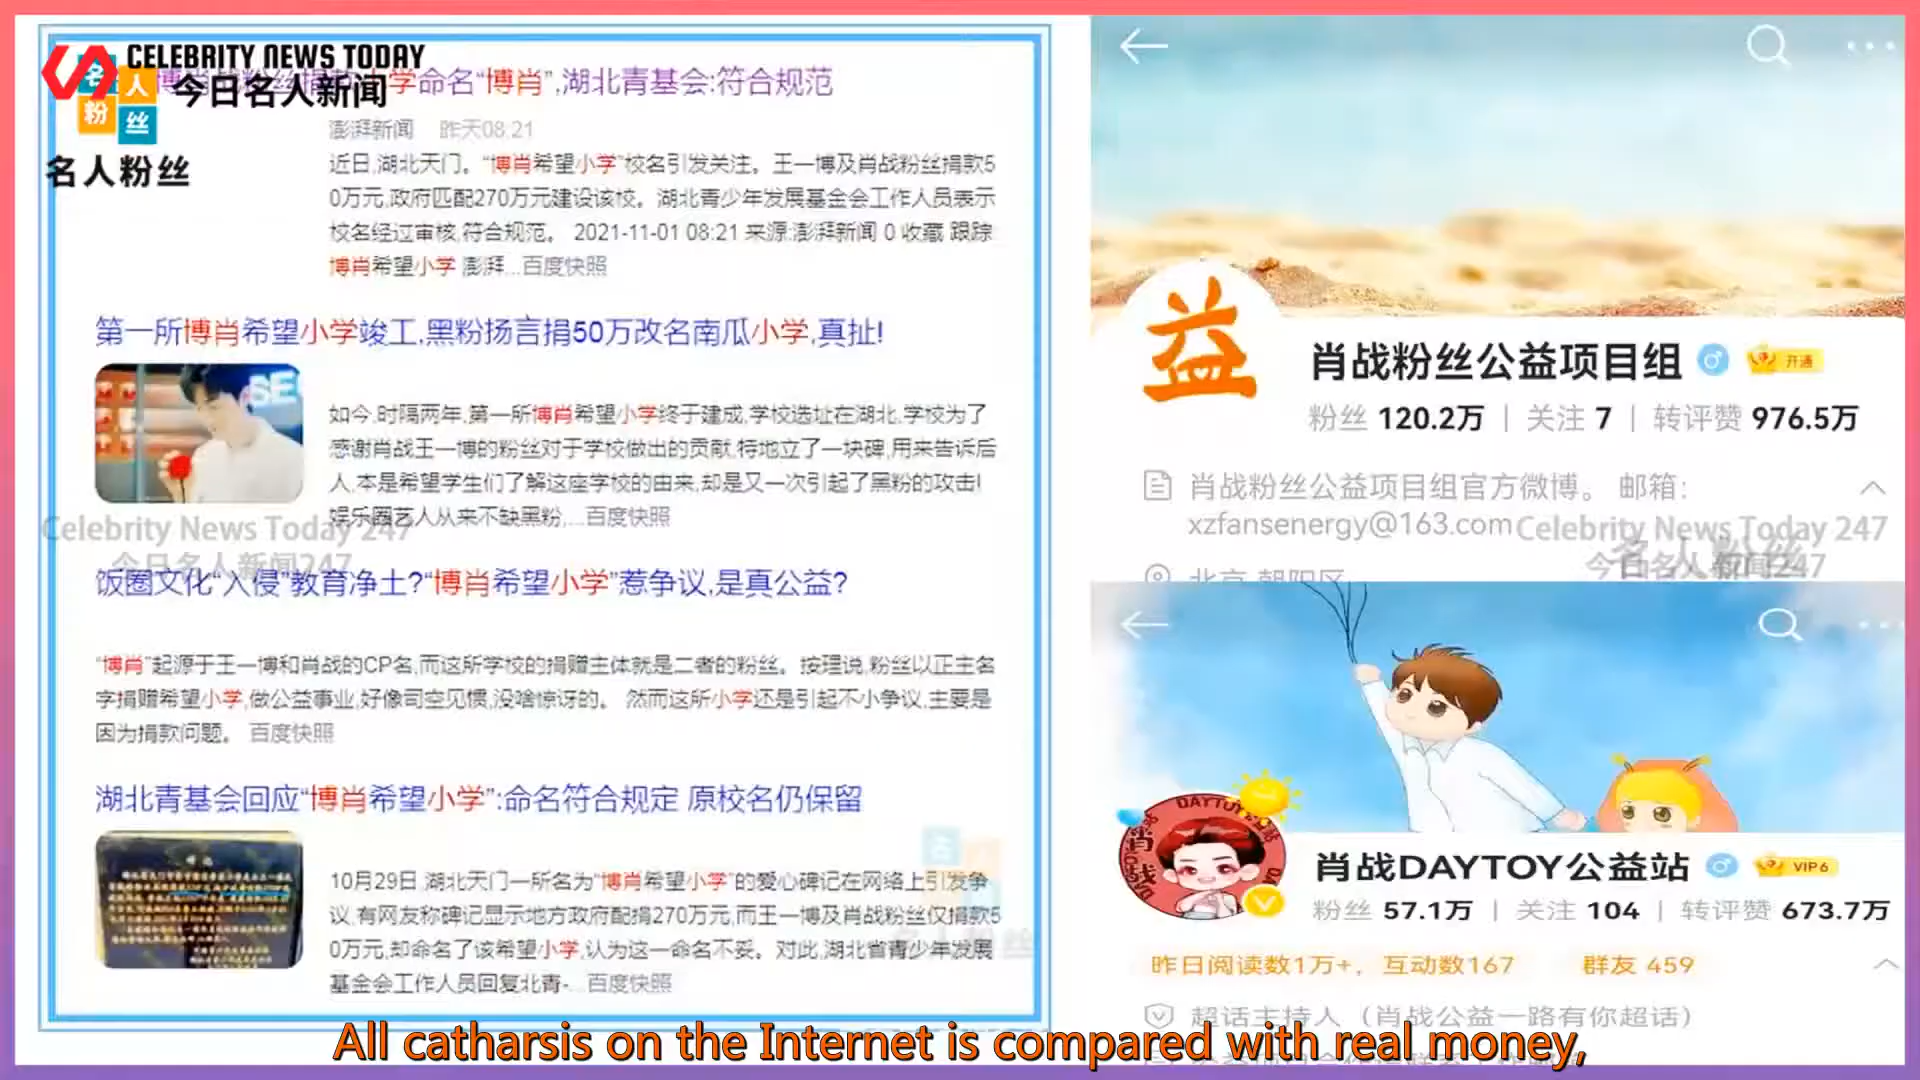 CELEBRITY NEWS TODAY
今日名人新闻
名人粉丝
名人粉丝
学命名“博肖”,湖北青基会:符合规范
澎湃新闻 昨天08:21
近日,湖北天门。“博肖希望小学”校名引发关注。王一博及肖战粉丝捐款5
0万元,政府匹配270万元建设该校。湖北青少年发展基金会工作人员表示
校名经过审核,符合规范。 2021-11-01 08:21 来源:澎湃新闻 0 收藏 跟踪:
博肖希望小学 澎湃...百度快照
第一所博肖希望小学竣工,黑粉扬言捐50万改名南瓜小学,真扯!
如今,时隔两年,第一所博肖希望小学终于建成,学校选址在湖北,学校为了
感谢肖战王一博的粉丝对于学校做出的贡献,特地立了一块碑,用来告诉后
人,本是希望学生们了解这座学校的由来,却是又一次引起了黑粉的攻击!
娱乐圈艺人从来不缺黑粉,...百度快照
Celebrity News Today 247
今日名人新闻247
饭圈文化“入侵”教育净土?“博肖希望小学”惹争议,是真公益?
“博肖”起源于王一博和肖战的CP名,而这所学校的捐赠主体就是二者的粉丝。按理说,粉丝以正主名
字捐赠希望小学,做公益事业,好像司空见惯,没啥惊讶的。 然而这所小学还是引起不小争议,主要是
因为捐款问题。 百度快照
湖北青基会回应“博肖希望小学”:命名符合规定 原校名仍保留
10月29日,湖北天门一所名为“博肖希望小学”的爱心碑记在网络上引发争
议,有网友称碑记显示地方政府配捐270万元,而王一博及肖战粉丝仅捐款5
0万元,却命名了该希望小学,认为这一命名不妥。对此,湖北省青少年发展
基金会工作人员回复北青-...百度快照
益
肖战粉丝公益项目组 开通
粉丝 120.2万 | 关注 7 | 转评赞 976.5万
肖战粉丝公益项目组官方微博。 邮箱:
xzfansenergy@163.com
Celebrity News Today 247
名人粉丝
今日名人新闻247
北京 朝阳区
DAYTOY
肖战
肖战DAYTOY公益站 VIP6
粉丝 57.1万 | 关注 104 | 转评赞 673.7万
昨日阅读数1万+, 互动数167 群友 459
超话主持人(肖战公益一路有你超话)
All catharsis on the Internet is compared with real money,